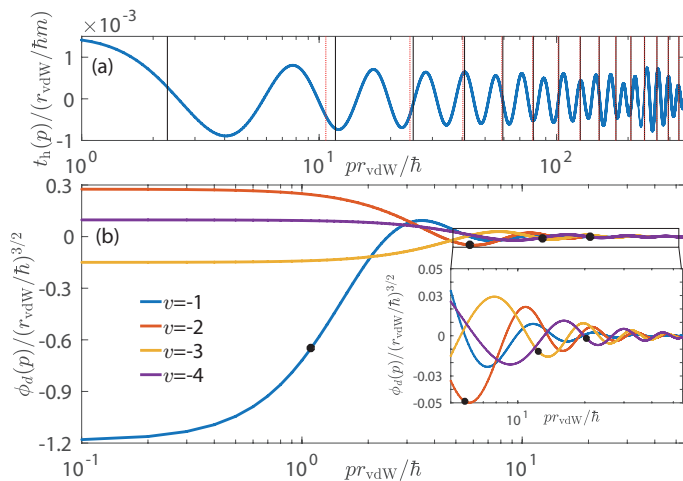 ×10⁻³
t_h(p)/(r_vdW/ħm)
1
0
-1
(a)
10⁰ 10¹ 10²
pr_vdW/ħ
ϕ_d(p)/(r_vdW/ħ)^{3/2}
0.3
0
-0.3
-0.6
-0.9
-1.2
(b)
v=-1
v=-2
v=-3
v=-4
10⁻¹ 10⁰ 10¹
pr_vdW/ħ
ϕ_d(p)/(r_vdW/ħ)^{3/2}
0.05
0.03
0
-0.03
-0.05
10¹
pr_vdW/ħ